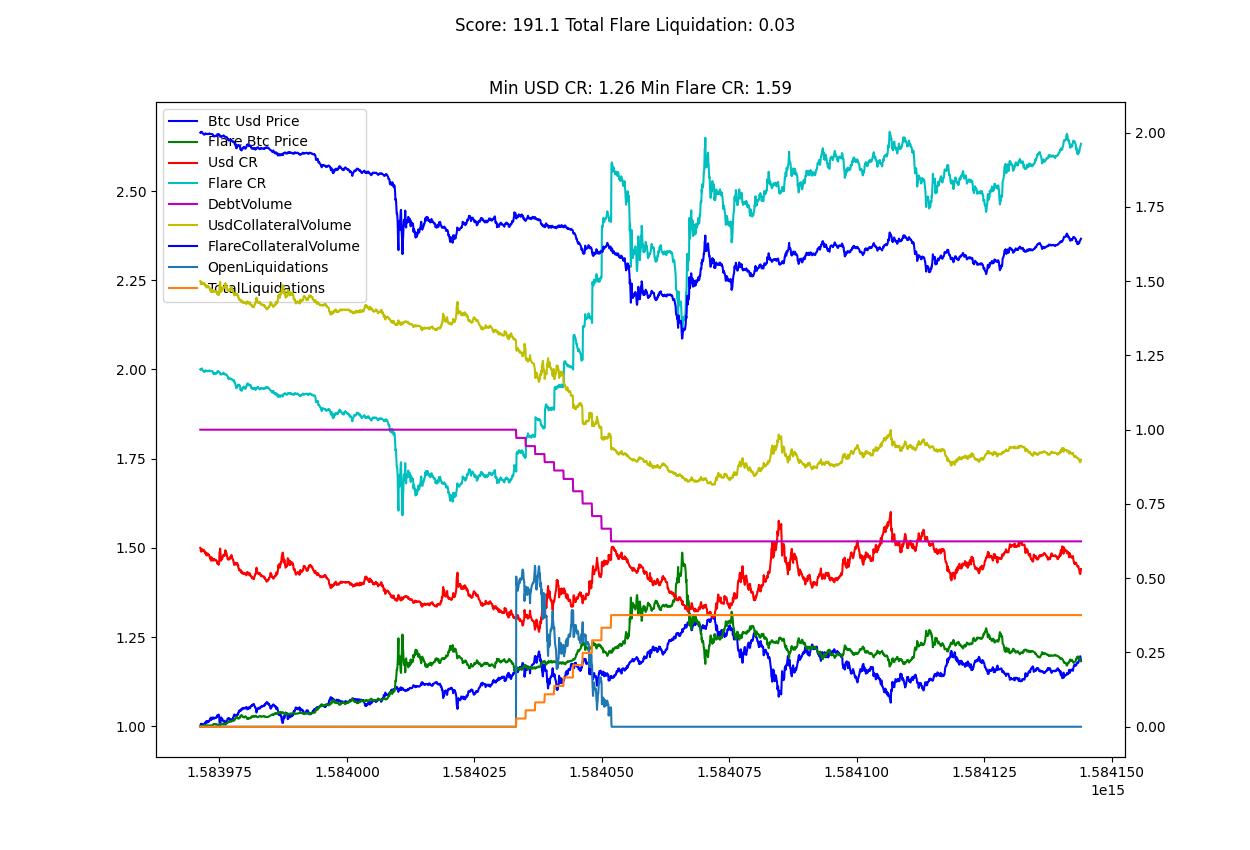 Score: 191.1 Total Flare Liquidation: 0.03
Min USD CR: 1.26 Min Flare CR: 1.59
Btc Usd Price
Flare Btc Price
Usd CR
Flare CR
DebtVolume
UsdCollateralVolume
FlareCollateralVolume
OpenLiquidations
TotalLiquidations
2.50
2.25
2.00
1.75
1.50
1.25
1.00
2.00
1.75
1.50
1.25
1.00
0.75
0.50
0.25
0.00
1.583975 1.584000 1.584025 1.584050 1.584075 1.584100 1.584125 1.584150
1e15